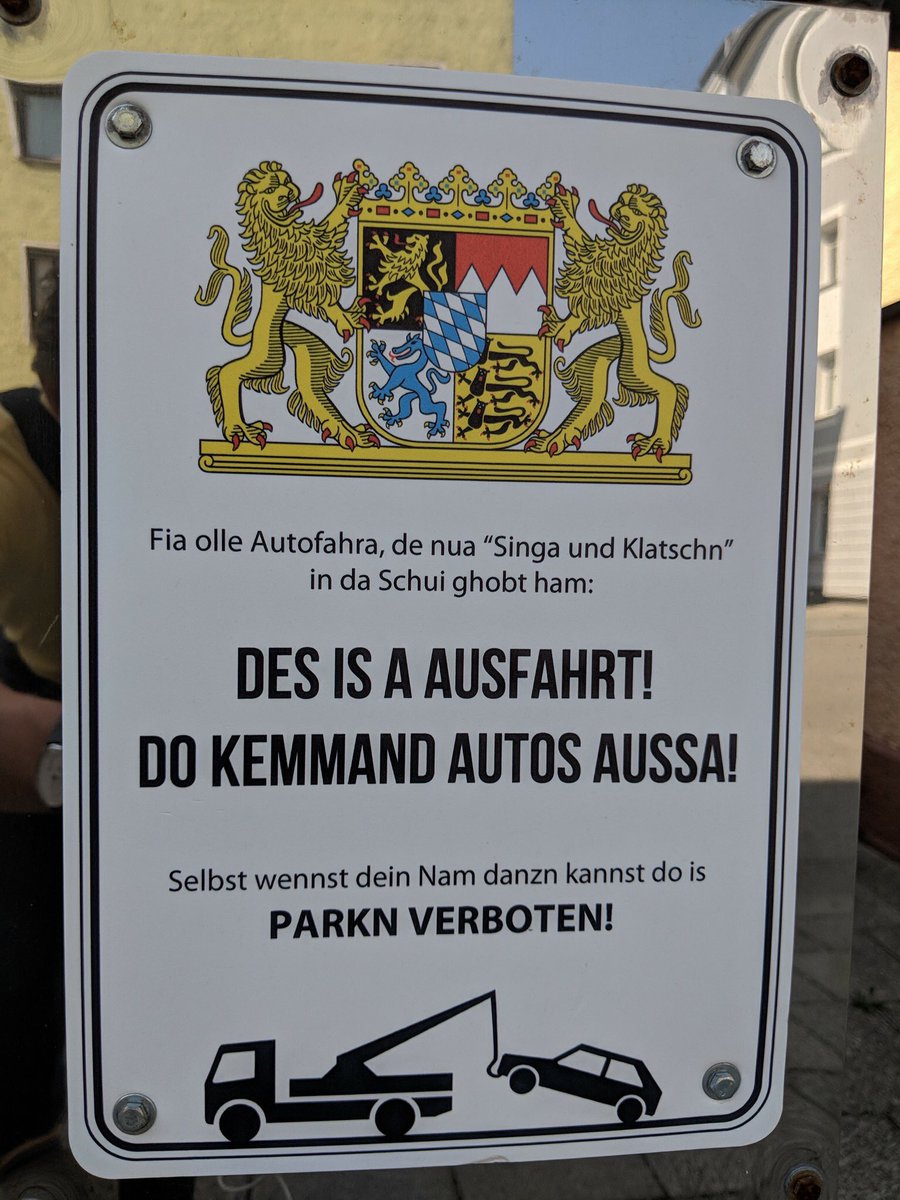 Fia olle Autofahra, de nua “Singa und Klatschn”
in da Schui ghobt ham:
DES IS A AUSFAHRT!
DO KEMMAND AUTOS AUSSA!
Selbst wennst dein Nam danzn kannst do is
PARKN VERBOTEN!